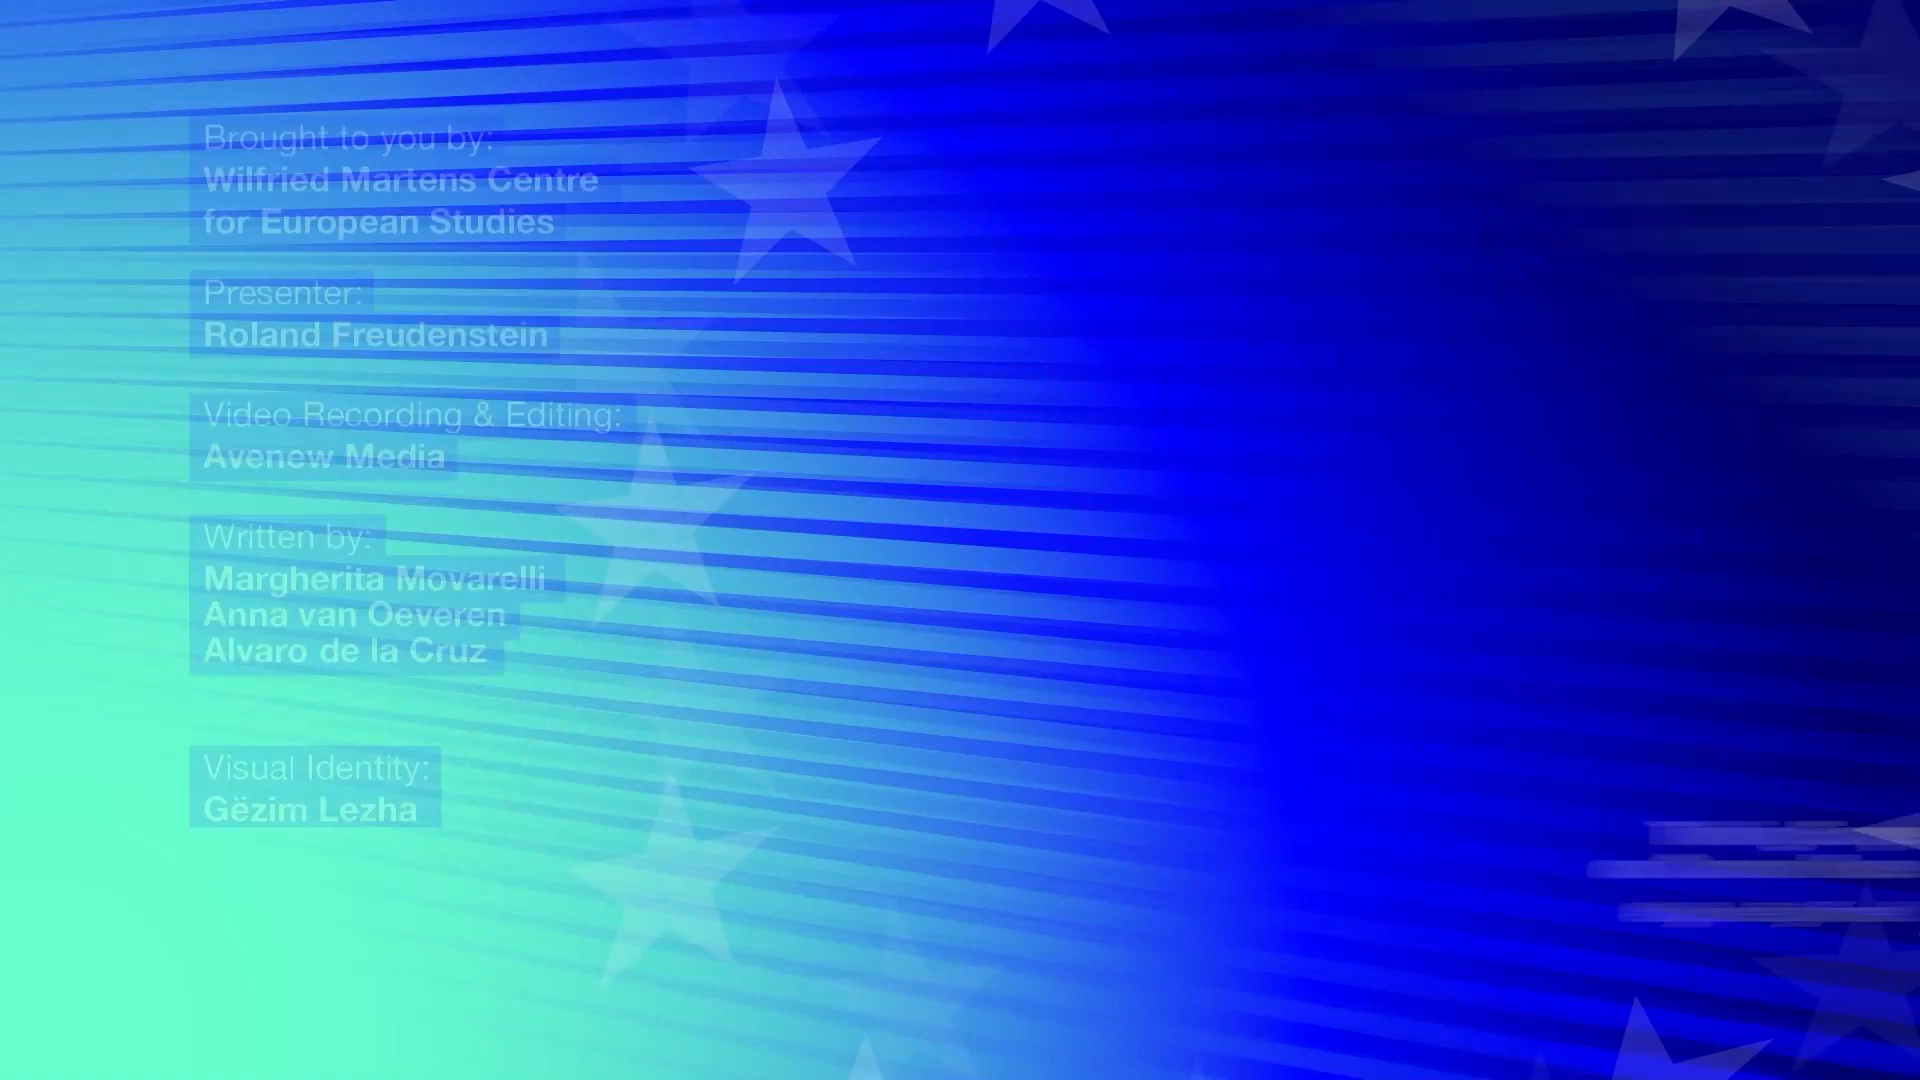 Brought to you by:
Wilfried Martens Centre
for European Studies
Presenter:
Roland Freudenstein
Video Recording & Editing:
Avenew Media
Written by:
Margherita Movarelli
Anna van Oeveren
Alvaro de la Cruz
Visual Identity:
Gëzim Lezha